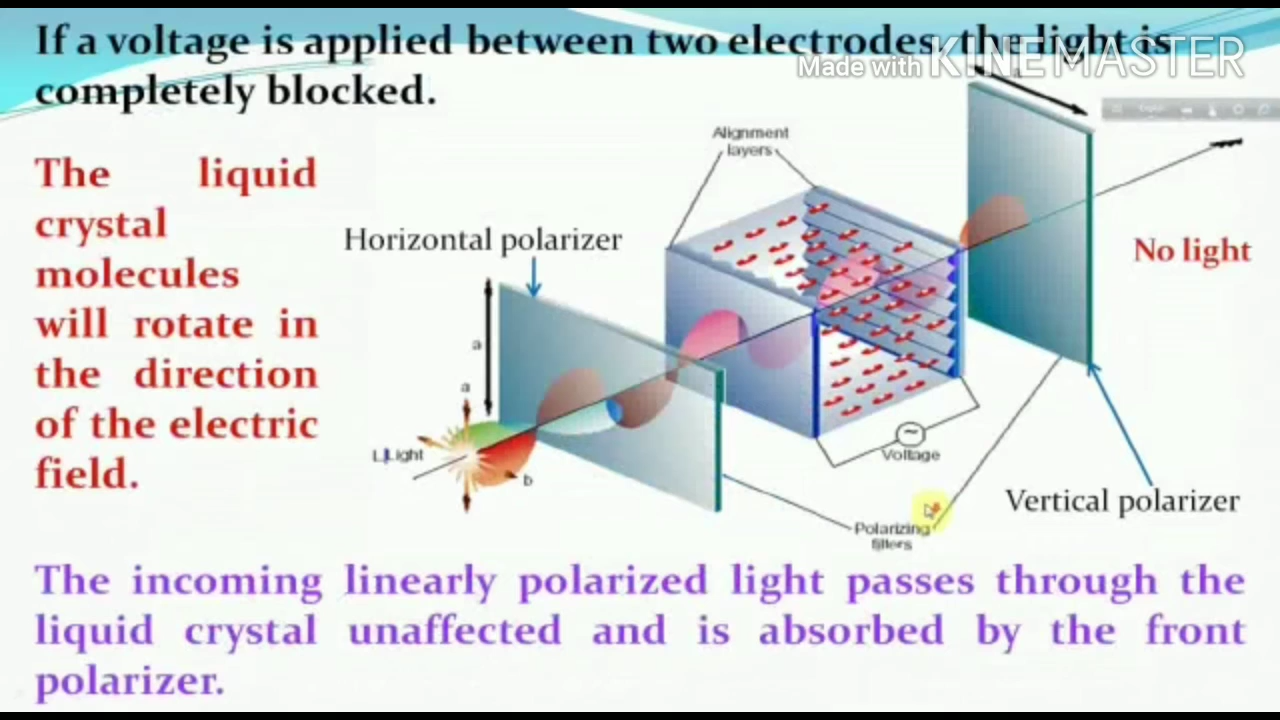 If a voltage is applied between two electrodes, the light is
completely blocked.
Made with KINEMASTER
The liquid
crystal
molecules
will rotate in
the direction
of the electric
field.
Alignment
layers
Horizontal polarizer
No light
a
a
Light
b
Voltage
Vertical polarizer
Polarizing
filters
The incoming linearly polarized light passes through the
liquid crystal unaffected and is absorbed by the front
polarizer.